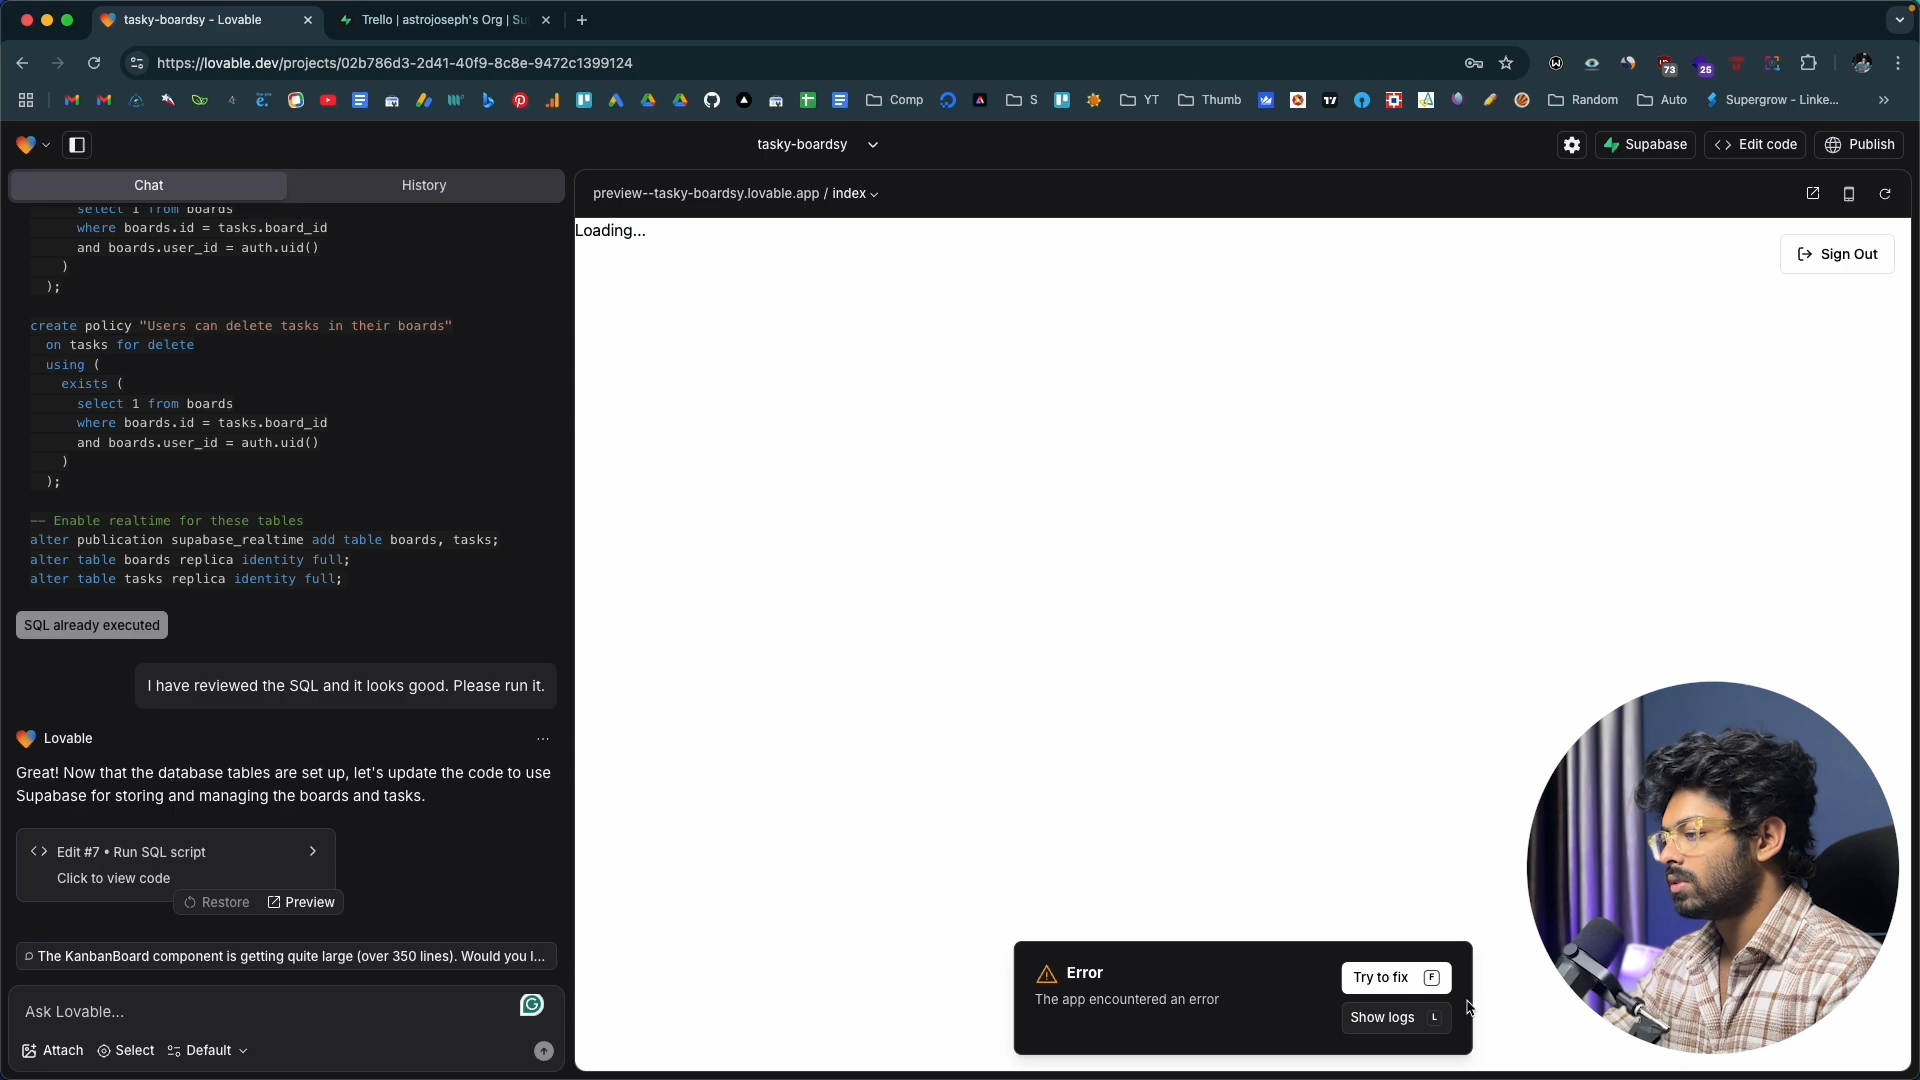 tasky-boardsy - Lovable
Trello | astrojoseph's Org | Su
https://lovable.dev/projects/02b786d3-2d41-40f9-8c8e-9472c1399124
73
25
Comp
S
YT
Thumb
Random
Auto
Supergrow - Linke...
tasky-boardsy
Supabase
Edit code
Publish
Chat
History
preview--tasky-boardsy.lovable.app / index
select 1 from boards
where boards.id = tasks.board_id
and boards.user_id = auth.uid()
)
);
create policy "Users can delete tasks in their boards"
on tasks for delete
using (
exists (
select 1 from boards
where boards.id = tasks.board_id
and boards.user_id = auth.uid()
)
);
-- Enable realtime for these tables
alter publication supabase_realtime add table boards, tasks;
alter table boards replica identity full;
alter table tasks replica identity full;
SQL already executed
I have reviewed the SQL and it looks good. Please run it.
Lovable
Great! Now that the database tables are set up, let's update the code to use
Supabase for storing and managing the boards and tasks.
Edit #7 • Run SQL script
Click to view code
Restore
Preview
The KanbanBoard component is getting quite large (over 350 lines). Would you l...
Ask Lovable...
Attach
Select
Default
Loading...
Sign Out
Error
The app encountered an error
Try to fix F
Show logs L